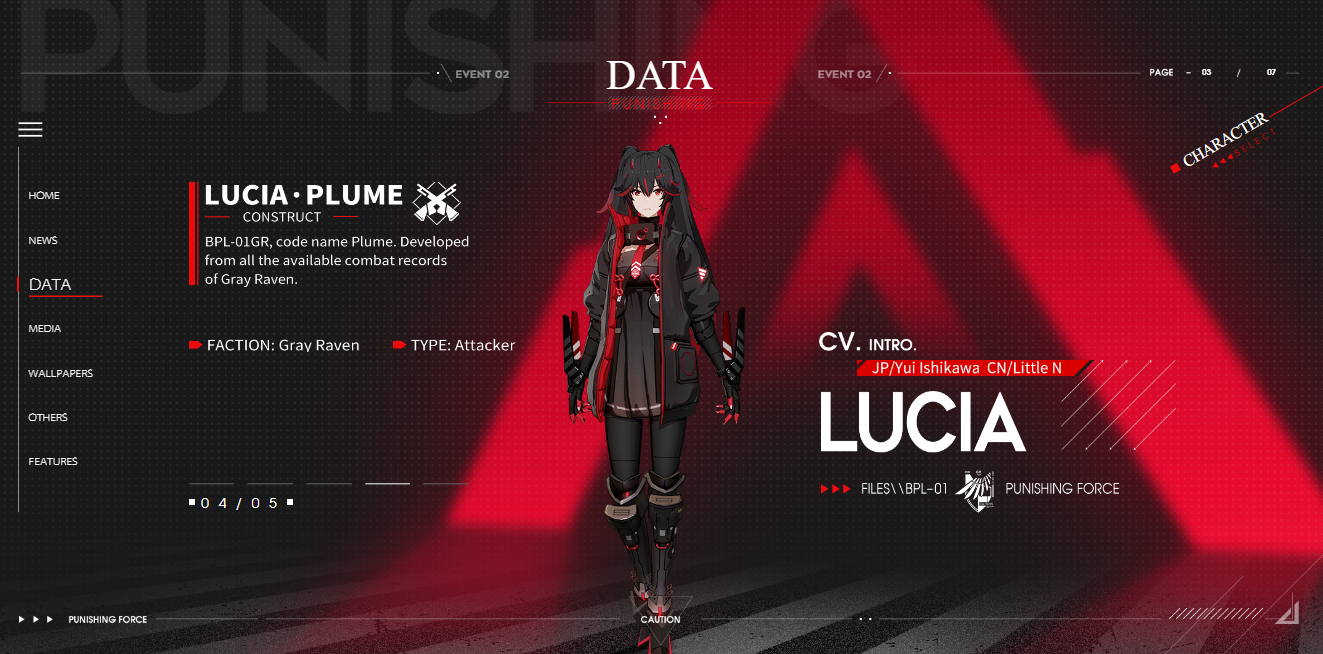 PUNISHING
EVENT 02
DATA
PUNISHING
EVENT 02
PAGE - 03 / 07
CHARACTER
SELECT
HOME
NEWS
DATA
MEDIA
WALLPAPERS
OTHERS
FEATURES
LUCIA·PLUME
CONSTRUCT
BPL-01GR, code name Plume. Developed
from all the available combat records
of Gray Raven.
FACTION: Gray Raven
TYPE: Attacker
04/05
CV. INTRO.
JP/Yui Ishikawa CN/Little N
LUCIA
FILES\\BPL-01
PUNISHING FORCE
PUNISHING FORCE
CAUTION